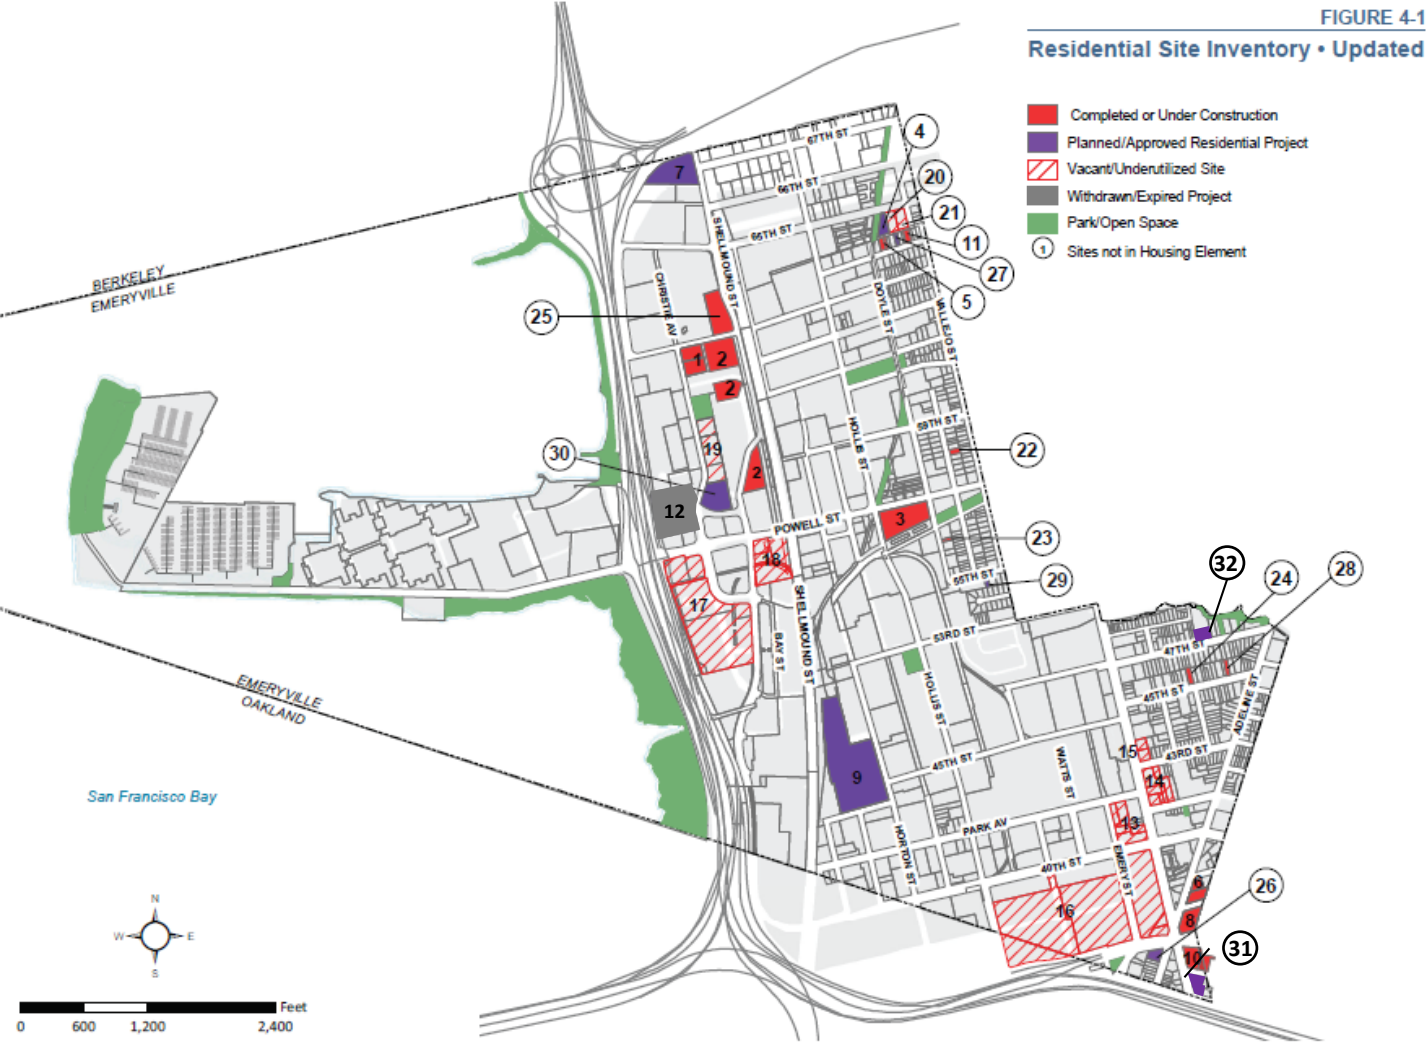 FIGURE 4-1
Residential Site Inventory • Updated
Completed or Under Construction
Planned/Approved Residential Project
Vacant/Underutilized Site
Withdrawn/Expired Project
Park/Open Space
1 Sites not in Housing Element
67TH ST
4
7
66TH ST
20
21
65TH ST
11
27
5
SHELLMOUND ST
CHRISTIE AV
DOYLE ST
VALLEJO ST
BERKELEY
EMERYVILLE
25
1
2
2
HOLLIS ST
59TH ST
19
22
30
2
12
POWELL ST
3
23
18
55TH ST
29
32
24
28
17
SHELLMOUND ST
BAY ST
53RD ST
47TH ST
45TH ST
ADELINE ST
HOLLIS ST
EMERYVILLE
OAKLAND
9
45TH ST
WATTS ST
15
43RD ST
14
San Francisco Bay
13
PARK AV
HORTON ST
40TH ST
EMERY ST
16
6
26
8
10
31
N
W
E
S
Feet
0 600 1,200 2,400